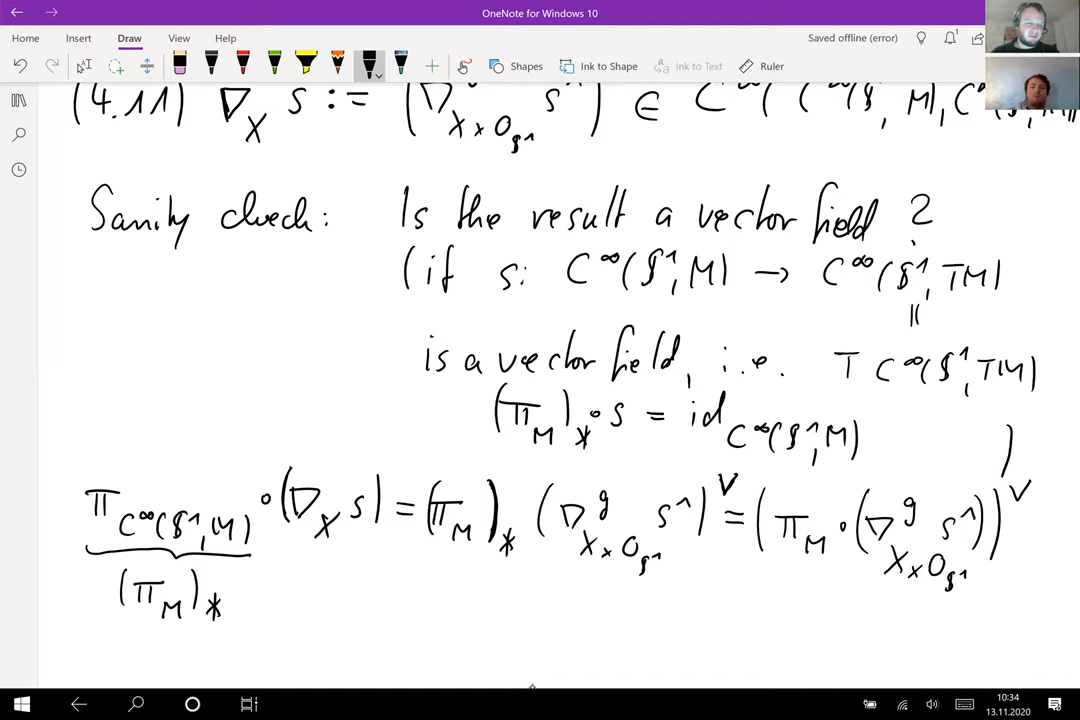 OneNote for Windows 10
Home Insert Draw View Help Saved offline (error)
Shapes Ink to Shape Ink to Text Ruler
(4.11) ∇_X s := (∇^g_{X×0_{S^1}} s^∧)^∨ ∈ C^∞(C^∞(S^1, M), C^∞(S^1, M))
Sanity check: Is the result a vector field ?
(if s: C^∞(S^1, M) → C^∞(S^1, TM)
||
is a vector field, i.e. T C^∞(S^1, TM)
(π_M)_* ∘ s = id_{C^∞(S^1, M)} )
π_{C^∞(S^1, M)} ∘ (∇_X s) = (π_M)_* (∇^g_{X×0_{S^1}} s^∧)^∨ = (π_M ∘ (∇^g_{X×0_{S^1}} s^∧))^∨
(π_M)_*
10:34
13.11.2020